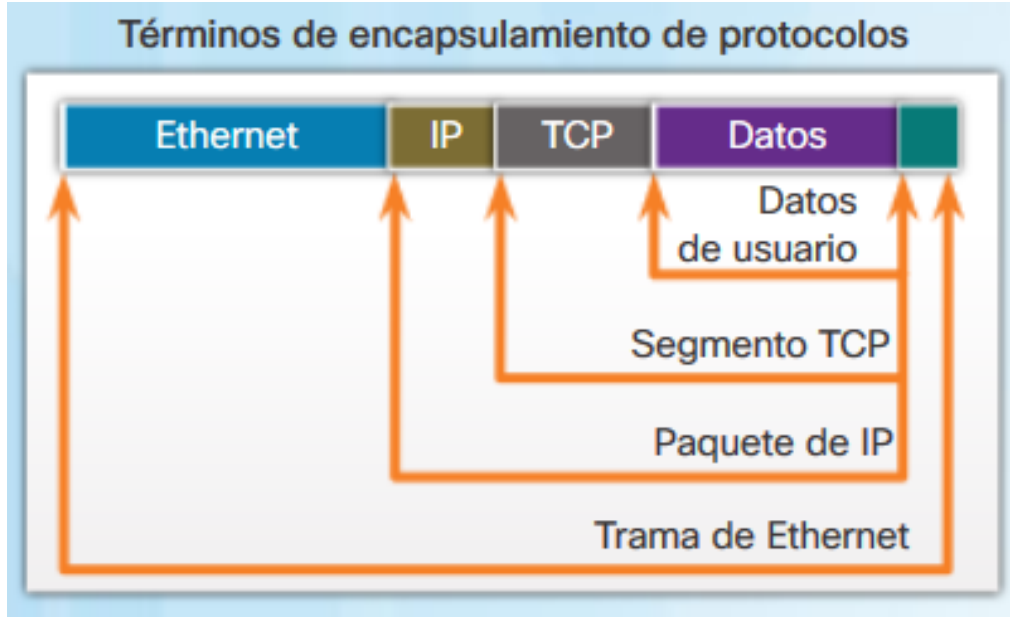 Términos de encapsulamiento de protocolos
Ethernet IP TCP Datos
Datos
de usuario
Segmento TCP
Paquete de IP
Trama de Ethernet